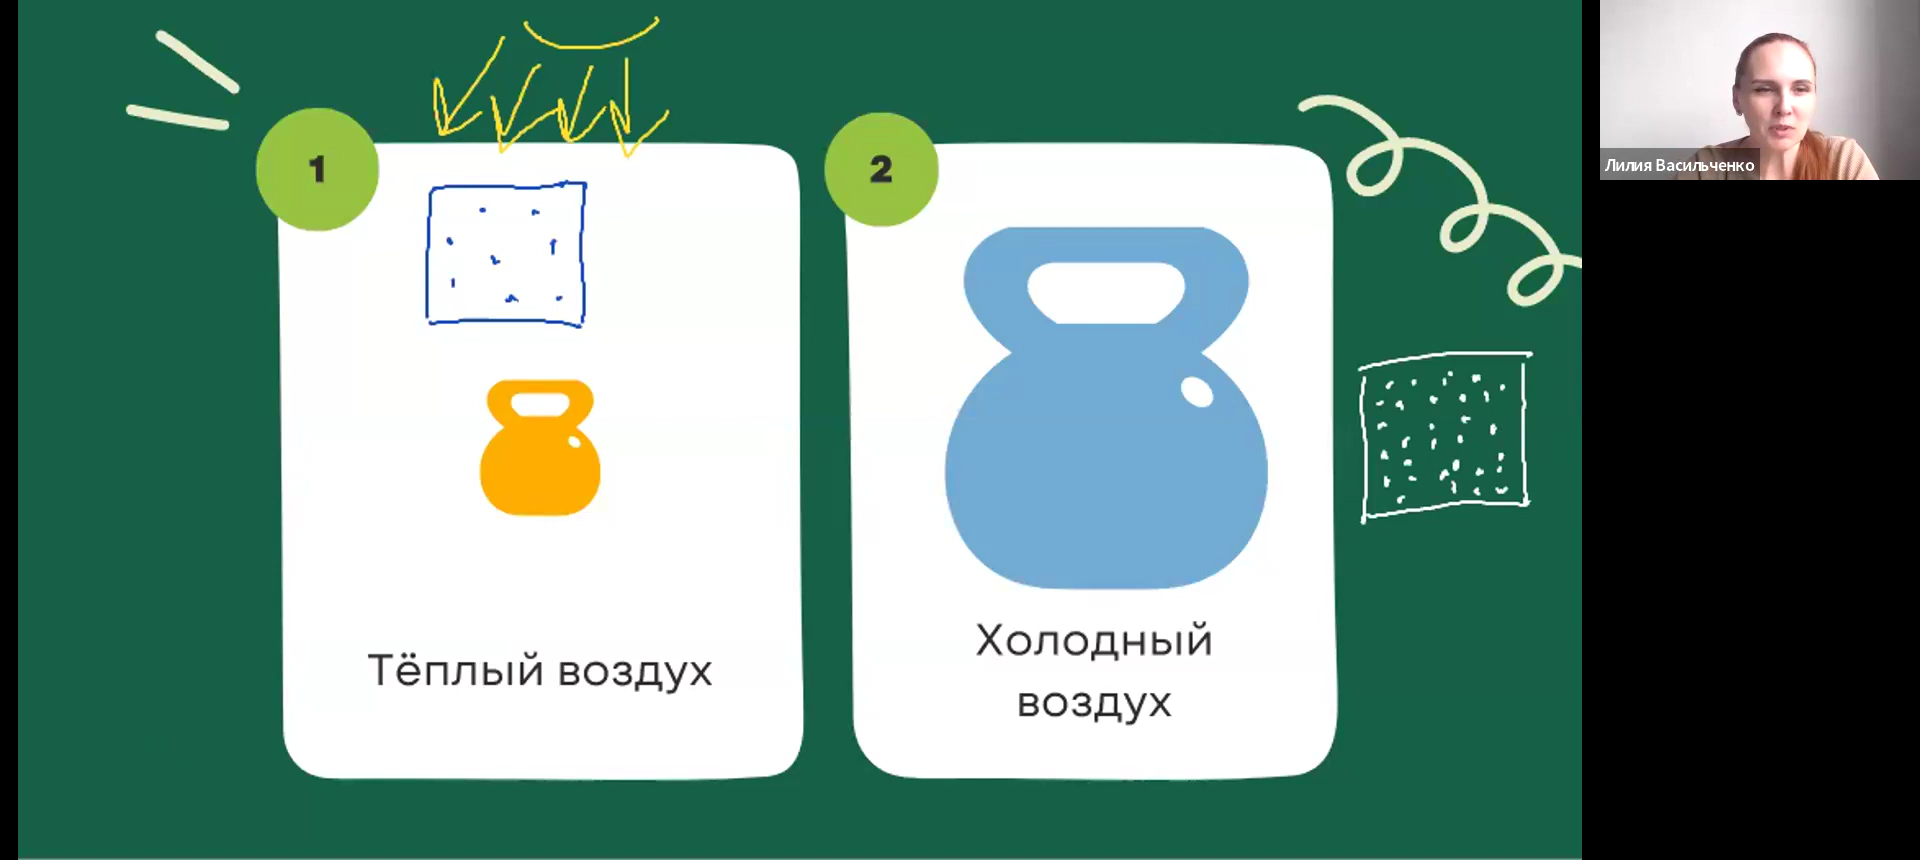 1
2
Тёплый воздух
Холодный
воздух
Лилия Васильченко